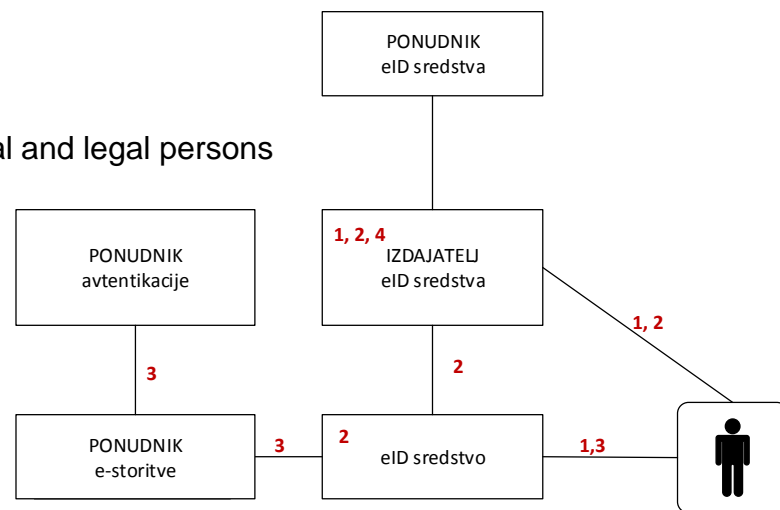 PONUDNIK
eID sredstva
al and legal persons
PONUDNIK
avtentikacije
1, 2, 4
IZDAJATELJ
eID sredstva
1, 2
3
2
PONUDNIK
e-storitve
3
2
eID sredstvo
1,3